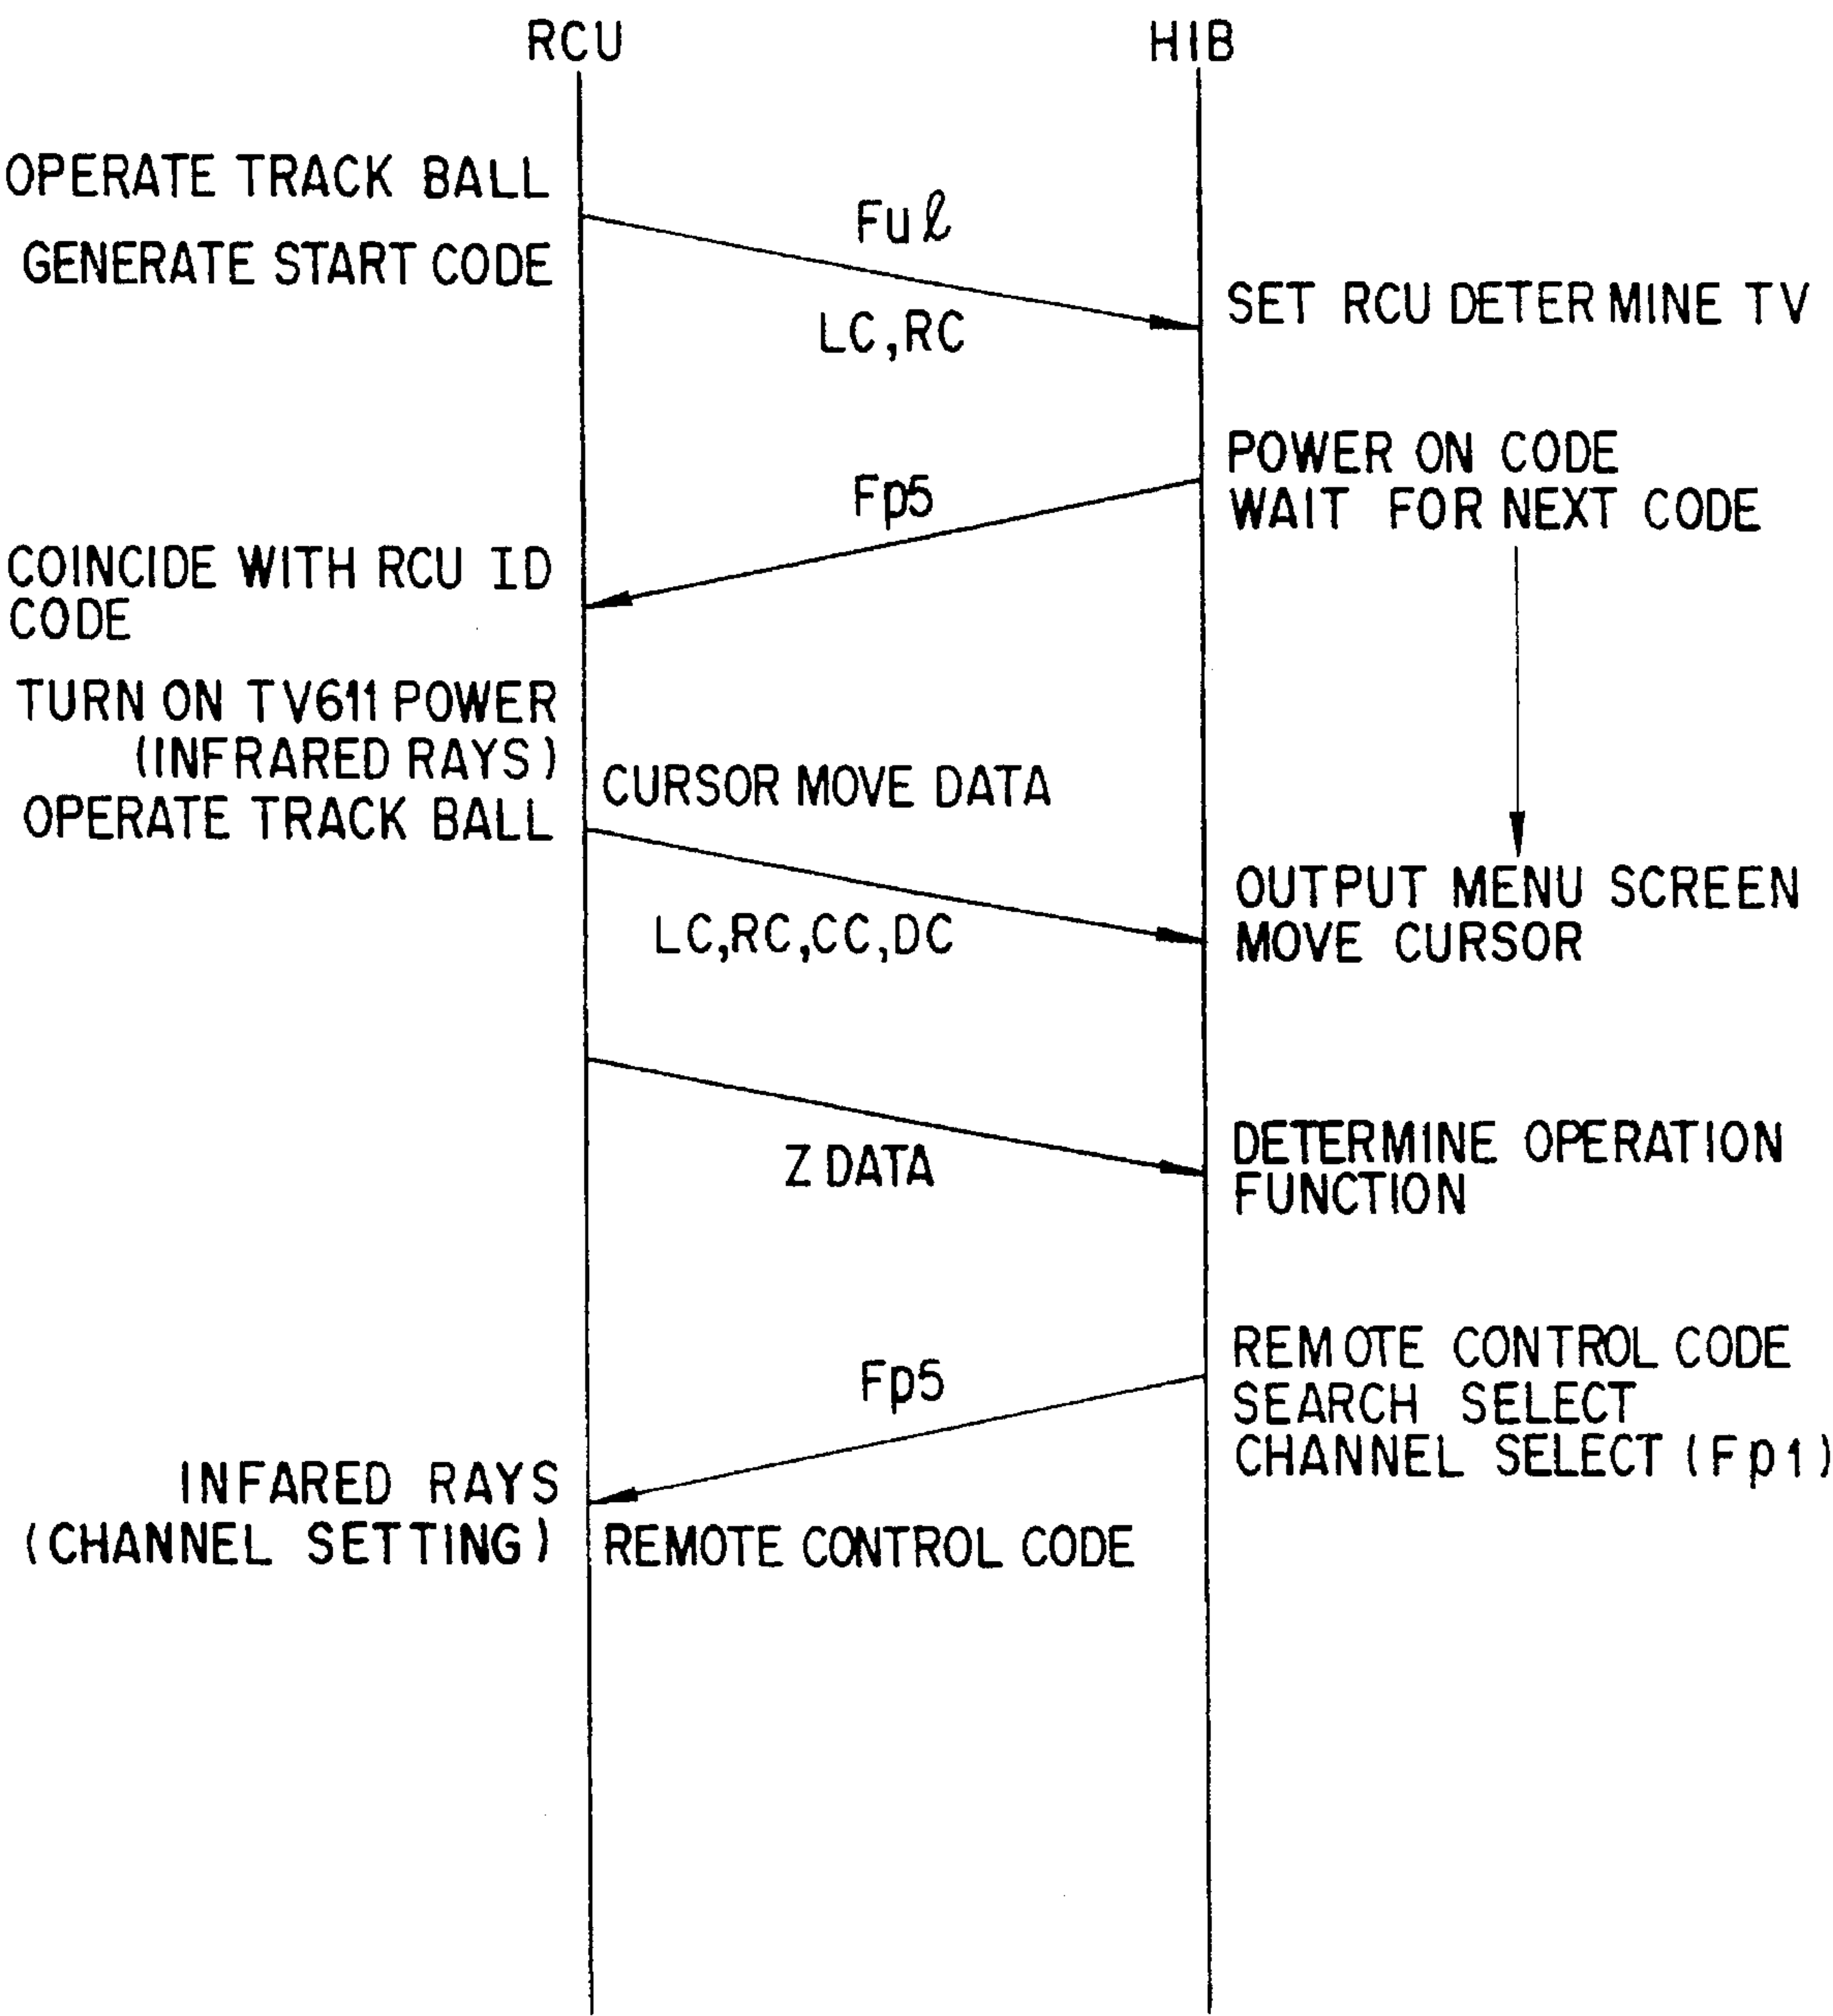 RCU
HIB
OPERATE TRACK BALL
GENERATE START CODE
Fuℓ
LC,RC
SET RCU DETERMINE TV
POWER ON CODE
WAIT FOR NEXT CODE
Fp5
COINCIDE WITH RCU ID
CODE
TURN ON TV611 POWER
(INFRARED RAYS)
OPERATE TRACK BALL
CURSOR MOVE DATA
LC,RC,CC,DC
OUTPUT MENU SCREEN
MOVE CURSOR
Z DATA
DETERMINE OPERATION
FUNCTION
REMOTE CONTROL CODE
SEARCH SELECT
CHANNEL SELECT (Fp1)
Fp5
INFARED RAYS
(CHANNEL SETTING)
REMOTE CONTROL CODE